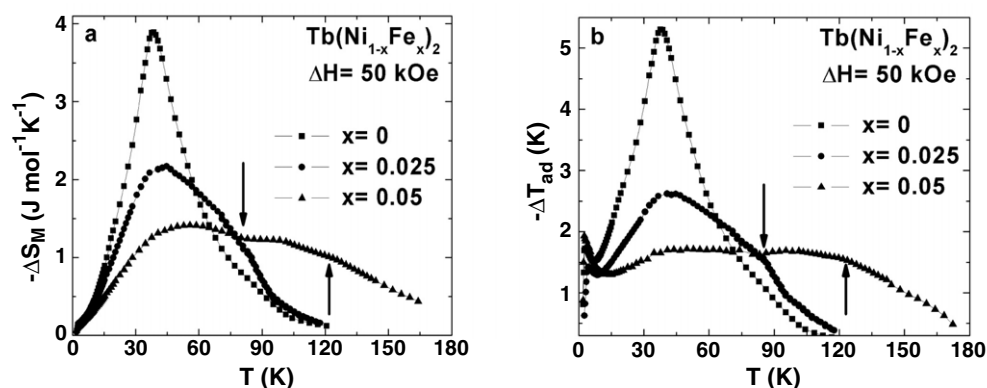 a
Tb(Ni1-xFex)2
ΔH= 50 kOe
x= 0
x= 0.025
x= 0.05
-ΔSM (J mol-1K-1)
4
3
2
1
0
0 30 60 90 120 150 180
T (K)
b
Tb(Ni1-xFex)2
ΔH= 50 kOe
x= 0
x= 0.025
x= 0.05
-ΔTad (K)
5
4
3
2
1
0 30 60 90 120 150 180
T (K)